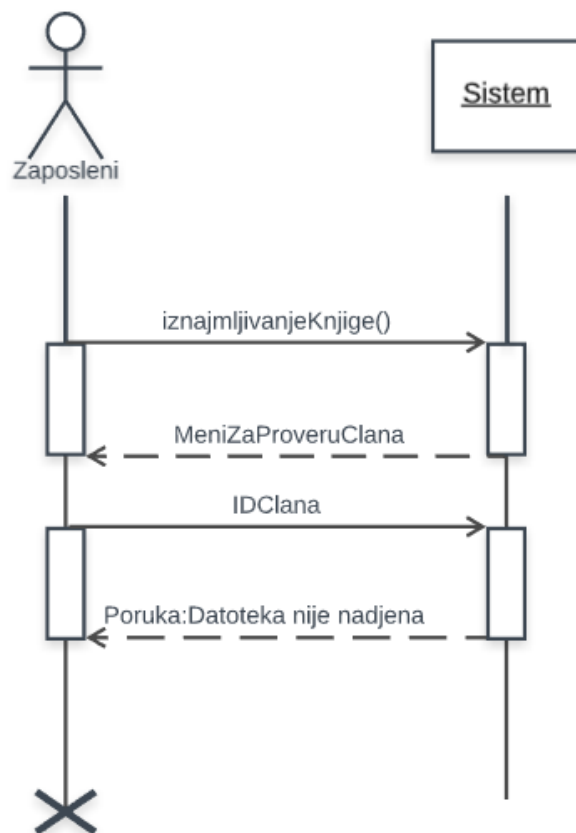 Sistem
Zaposleni
iznajmljivanjeKnjige()
MeniZaProveruClana
IDClana
Poruka:Datoteka nije nadjena